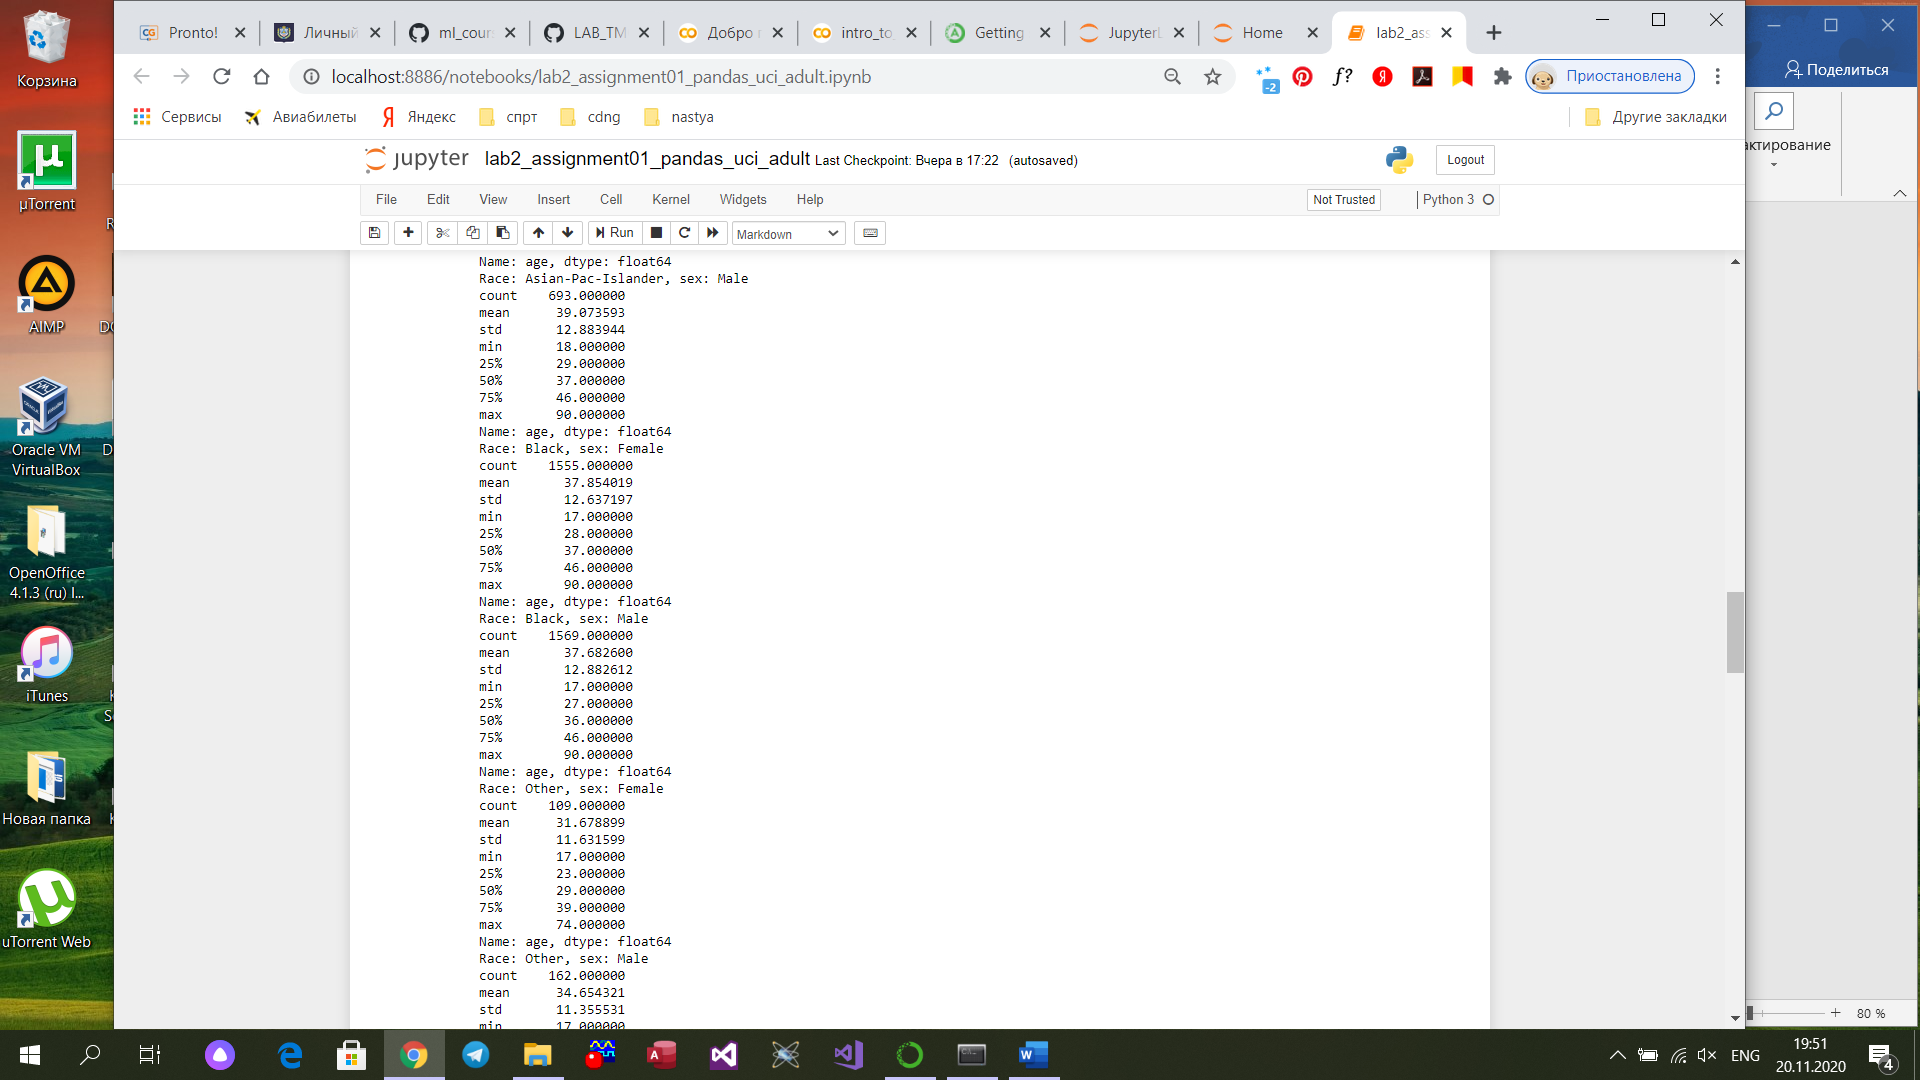 Корзина
µTorrent
AIMP
Oracle VM
VirtualBox
OpenOffice
4.1.3 (ru) I...
iTunes
Новая папка
uTorrent Web
Pronto!
Личный
ml_cour
LAB_TM
Добро
intro_to
Getting
JupyterL
Home
lab2_ass
localhost:8886/notebooks/lab2_assignment01_pandas_uci_adult.ipynb
-2
Приостановлена
Сервисы
Авиабилеты
Яндекс
спрт
cdng
nastya
Другие закладки
jupyter
lab2_assignment01_pandas_uci_adult Last Checkpoint: Вчера в 17:22 (autosaved)
Logout
File
Edit
View
Insert
Cell
Kernel
Widgets
Help
Not Trusted
Python 3
Run
Markdown
Name: age, dtype: float64
Race: Asian-Pac-Islander, sex: Male
count 693.000000
mean 39.073593
std 12.883944
min 18.000000
25% 29.000000
50% 37.000000
75% 46.000000
max 90.000000
Name: age, dtype: float64
Race: Black, sex: Female
count 1555.000000
mean 37.854019
std 12.637197
min 17.000000
25% 28.000000
50% 37.000000
75% 46.000000
max 90.000000
Name: age, dtype: float64
Race: Black, sex: Male
count 1569.000000
mean 37.682600
std 12.882612
min 17.000000
25% 27.000000
50% 36.000000
75% 46.000000
max 90.000000
Name: age, dtype: float64
Race: Other, sex: Female
count 109.000000
mean 31.678899
std 11.631599
min 17.000000
25% 23.000000
50% 29.000000
75% 39.000000
max 74.000000
Name: age, dtype: float64
Race: Other, sex: Male
count 162.000000
mean 34.654321
std 11.355531
min 17.000000
Поделиться
актирование
80 %
ENG
19:51
20.11.2020
4